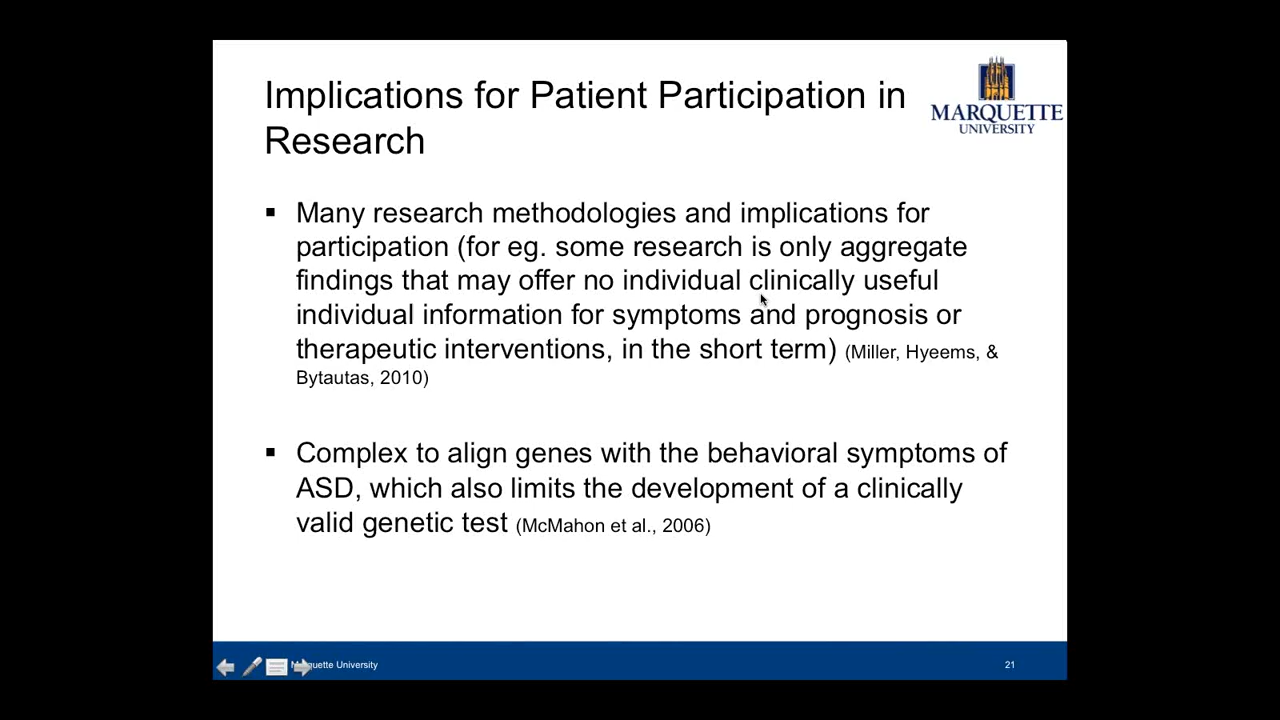 Implications for Patient Participation in
Research
MARQUETTE
UNIVERSITY
▪ Many research methodologies and implications for
participation (for eg. some research is only aggregate
findings that may offer no individual clinically useful
individual information for symptoms and prognosis or
therapeutic interventions, in the short term) (Miller, Hyeems, &
Bytautas, 2010)
▪ Complex to align genes with the behavioral symptoms of
ASD, which also limits the development of a clinically
valid genetic test (McMahon et al., 2006)
Marquette University
21